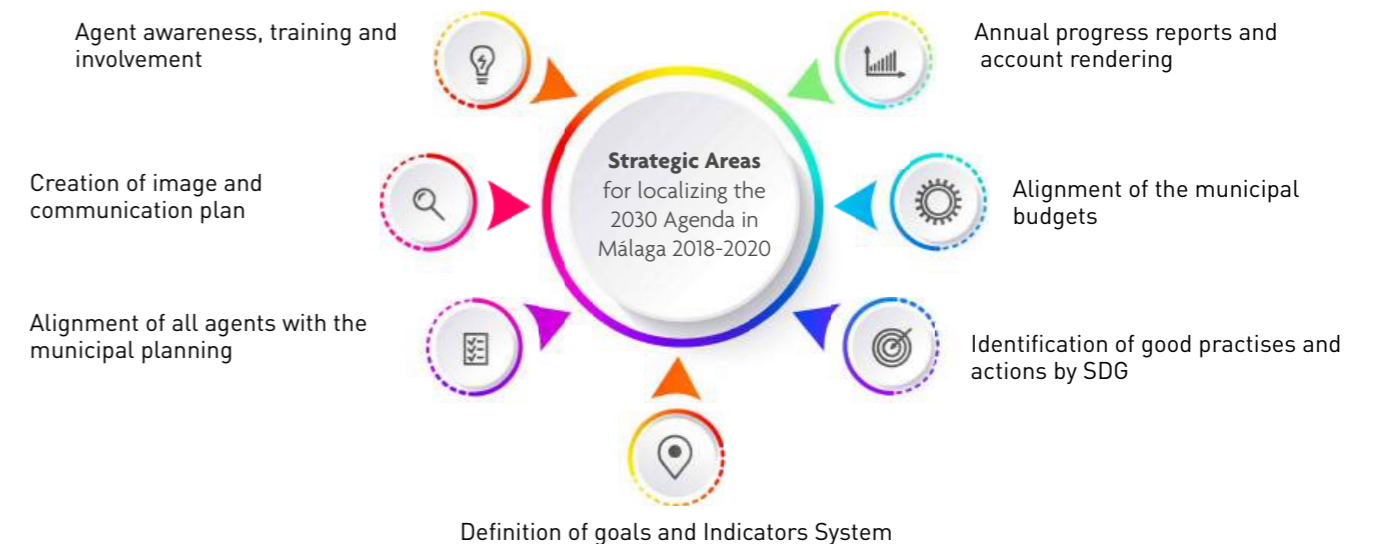 Agent awareness, training and
involvement
Annual progress reports and
account rendering
Strategic Areas
for localizing the
2030 Agenda in
Málaga 2018-2020
Creation of image and
communication plan
Alignment of the municipal
budgets
Alignment of all agents with the
municipal planning
Identification of good practises and
actions by SDG
Definition of goals and Indicators System